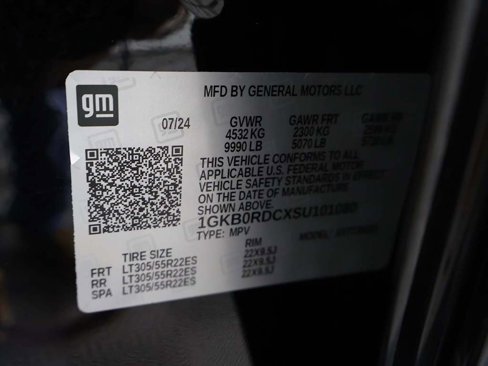 gm
MFD BY GENERAL MOTORS LLC
07/24
GVWR GAWR FRT GAWR RR
4532 KG 2300 KG
9990 LB 5070 LB
THIS VEHICLE CONFORMS TO ALL
APPLICABLE U.S. FEDERAL MOTOR
VEHICLE SAFETY STANDARDS IN EFFECT
ON THE DATE OF MANUFACTURE
SHOWN ABOVE.
1GKB0RDCXSU101080
TYPE: MPV MODEL:
TIRE SIZE RIM
FRT LT305/55R22ES 22X9.5J
RR LT305/55R22ES 22X9.5J
SPA LT305/55R22ES 22X9.5J